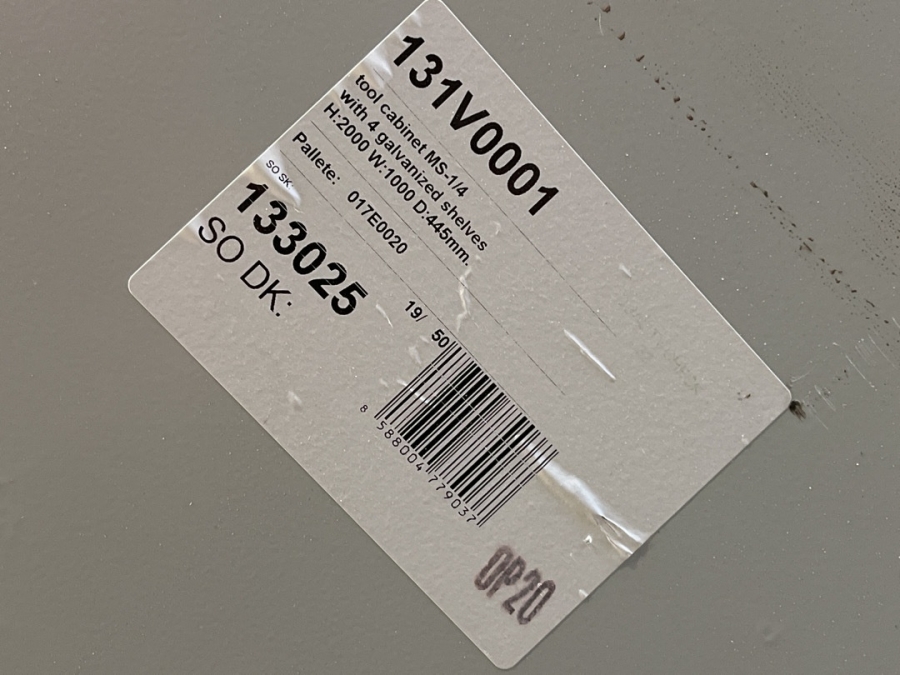 131V0001
tool cabinet MS-1/4
with 4 galvanized shelves
H:2000 W:1000 D:445mm.
Pallete: 017E0020
SO SK
133025 19/ 50
SO DK:
8 588004 779037
OP20